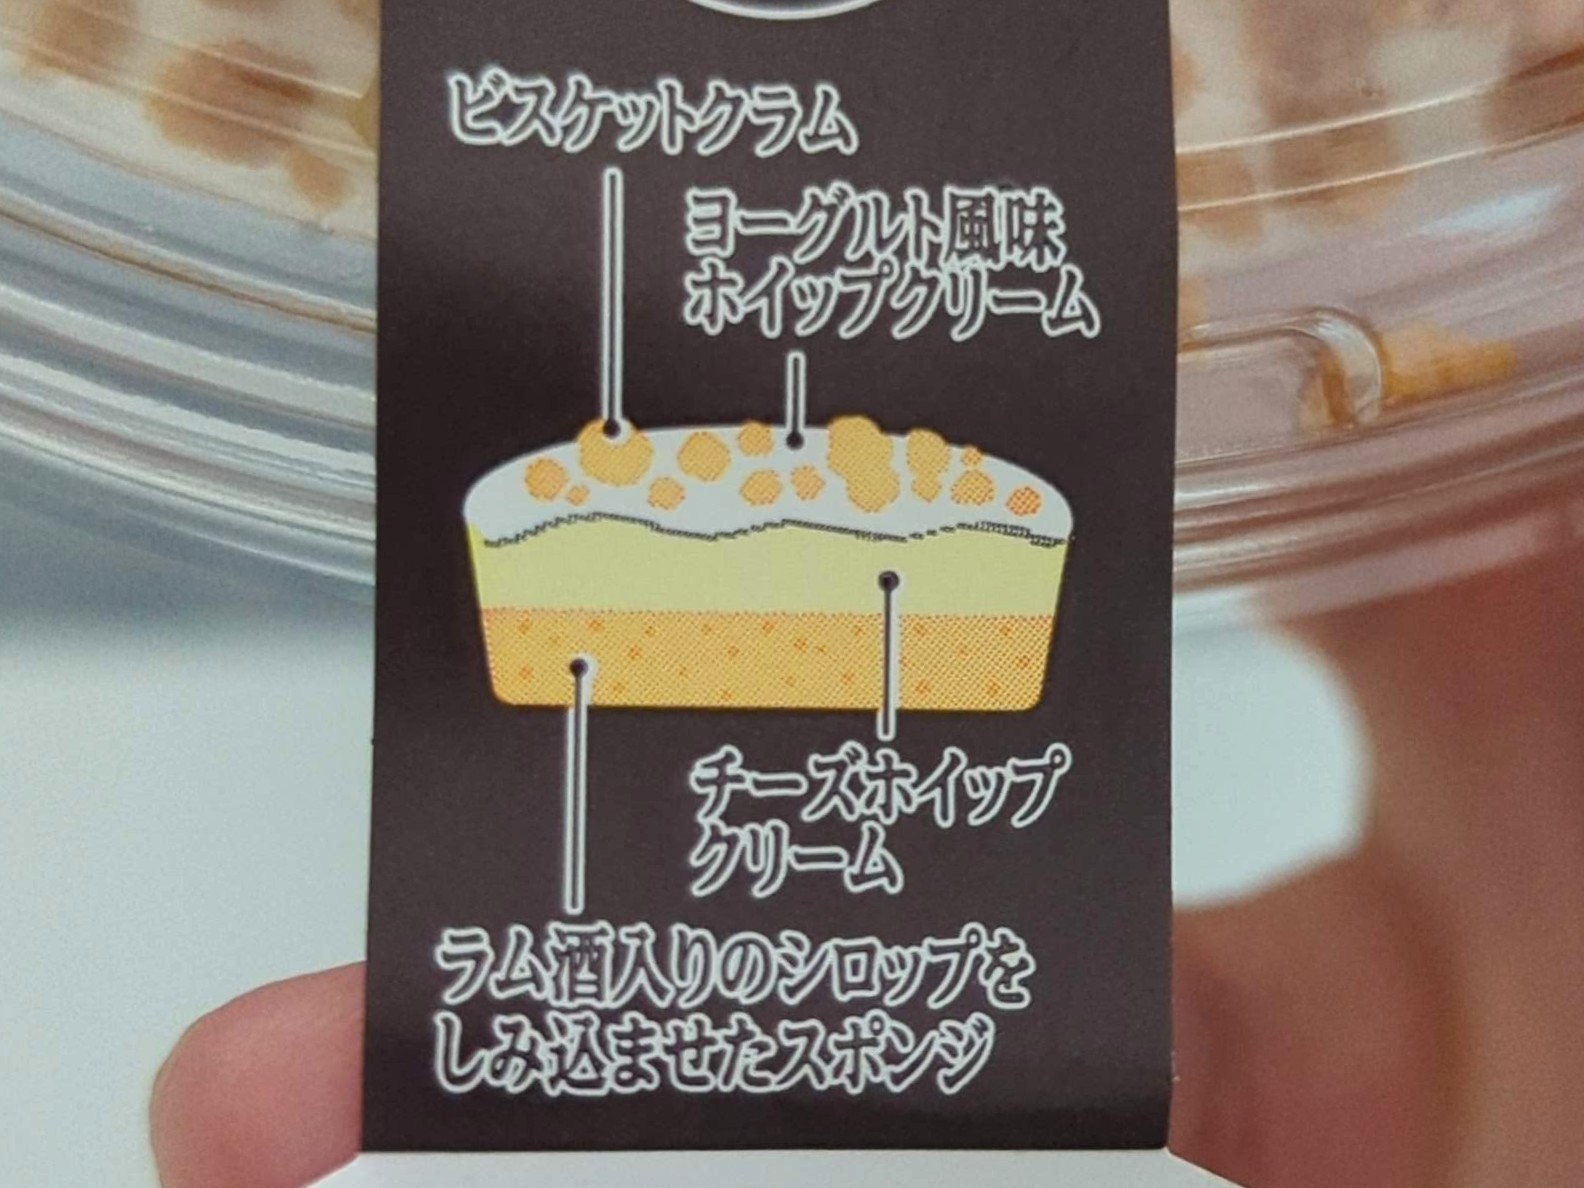 ビスケットクラム
ヨーグルト風味
ホイップクリーム
チーズホイップ
クリーム
ラム酒入りのシロップを
しみ込ませたスポンジ